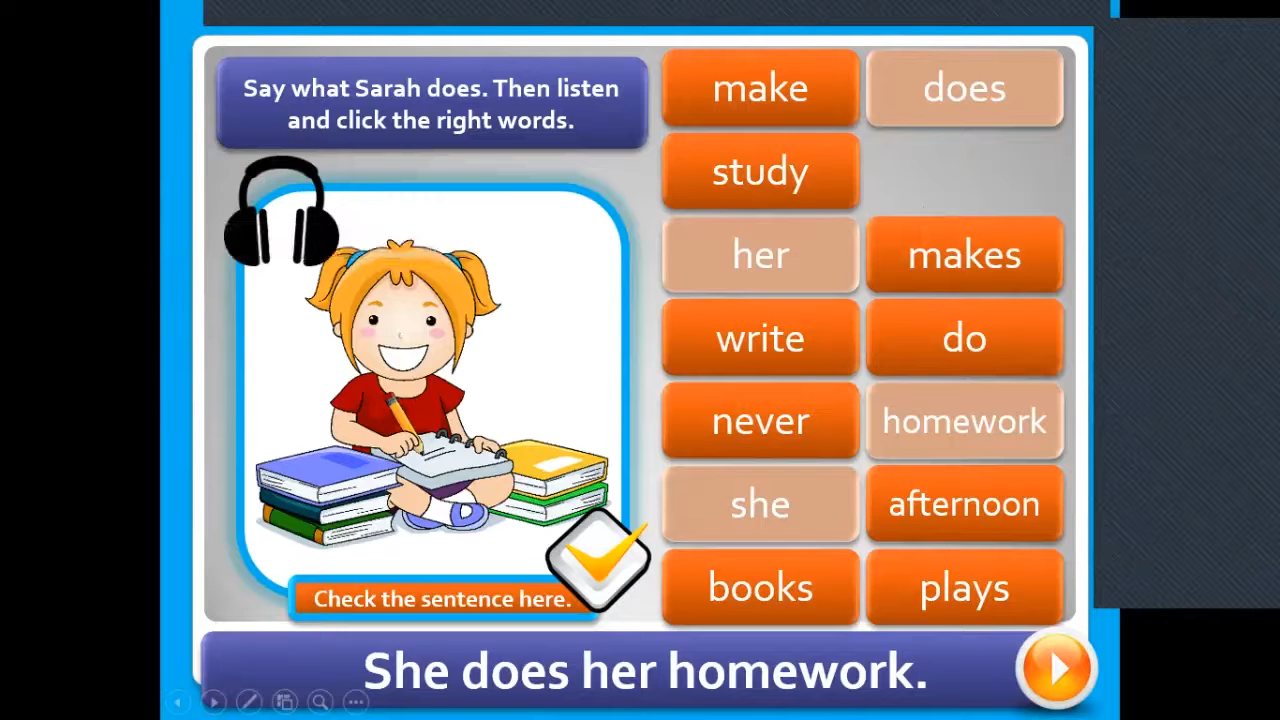 Say what Sarah does. Then listen
and click the right words.
make
does
study
her
makes
write
do
never
homework
she
afternoon
books
plays
Check the sentence here.
She does her homework.